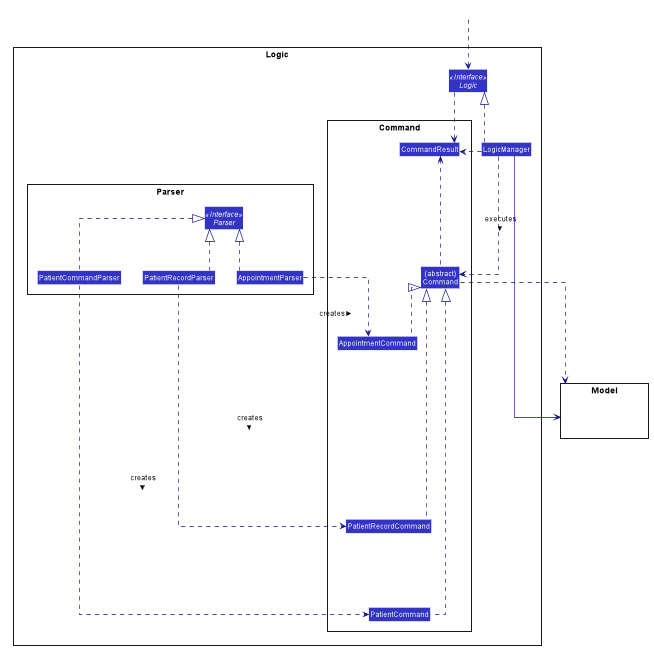 Logic
«Interface»
Logic
Command
CommandResult
LogicManager
Parser
«Interface»
Parser
executes
PatientCommandParser
PatientRecordParser
AppointmentParser
{abstract}
Command
creates
AppointmentCommand
Model
creates
creates
PatientRecordCommand
PatientCommand